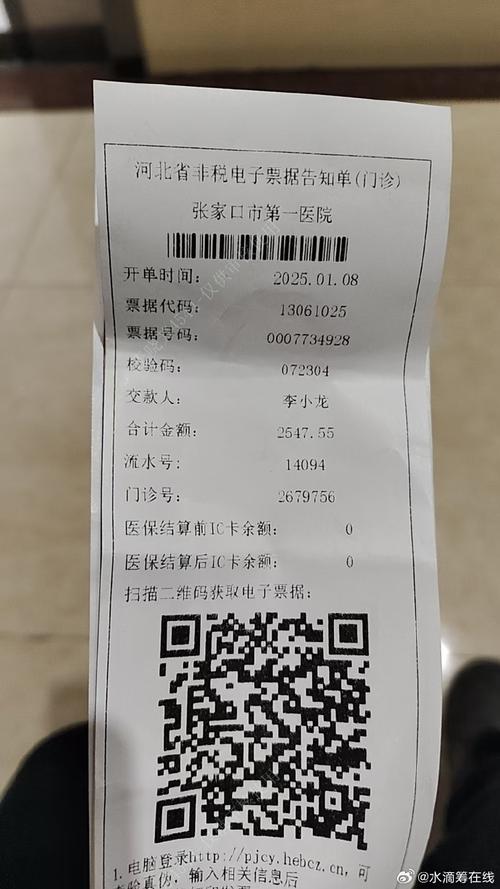 河北省非税电子票据告知单(门诊)
张家口市第一医院
开单时间： 2025.01.08
票据代码： 13061025
票据号码： 0007734928
校验码： 072304
交款人： 李小龙
合计金额： 2547.55
流水号： 14094
门诊号： 2679756
医保结算前IC卡余额： 0
医保结算后IC卡余额： 0
扫描二维码获取电子票据：
1.电脑登录http://pjcy.hebcz.cn,可
查验真伪，输入相关信息后
@水滴筹在线